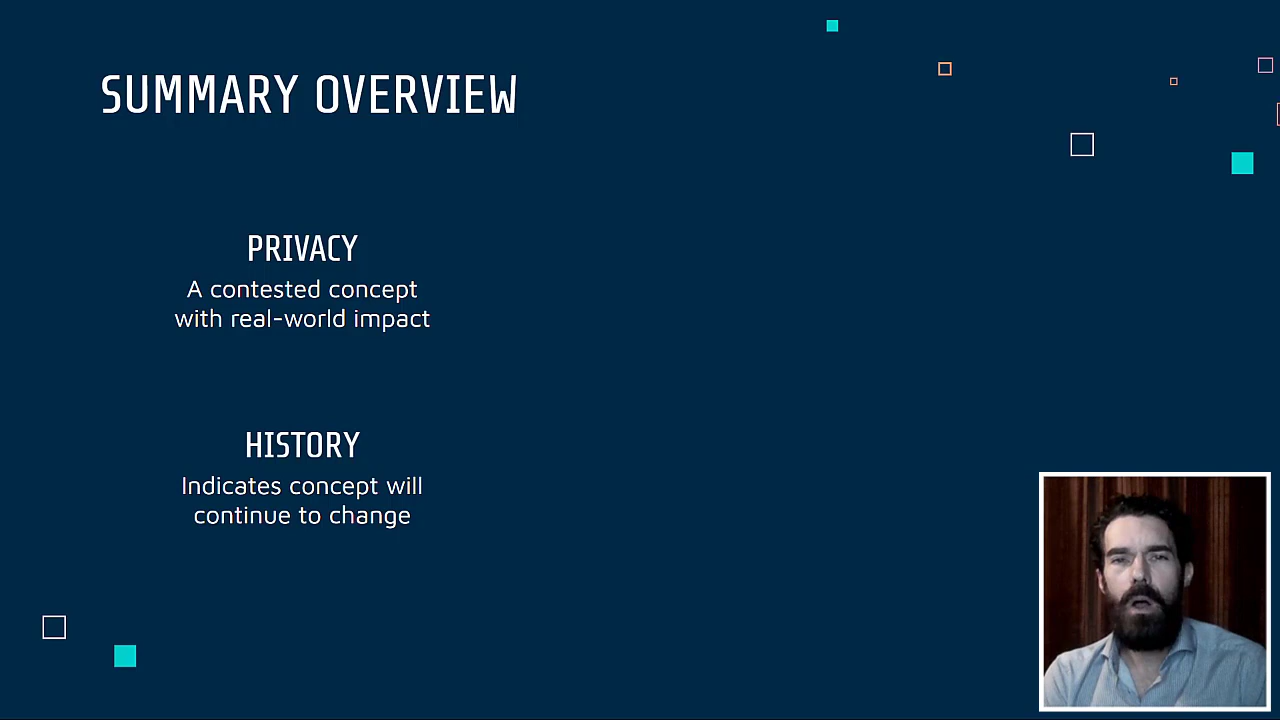 SUMMARY OVERVIEW
PRIVACY
A contested concept
with real-world impact
HISTORY
Indicates concept will
continue to change